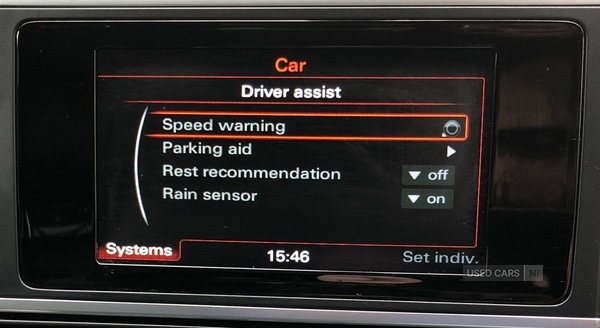 Car
Driver assist
Speed warning
Parking aid
Rest recommendation off
Rain sensor on
Systems 15:46 Set indiv.
USED CARS NI